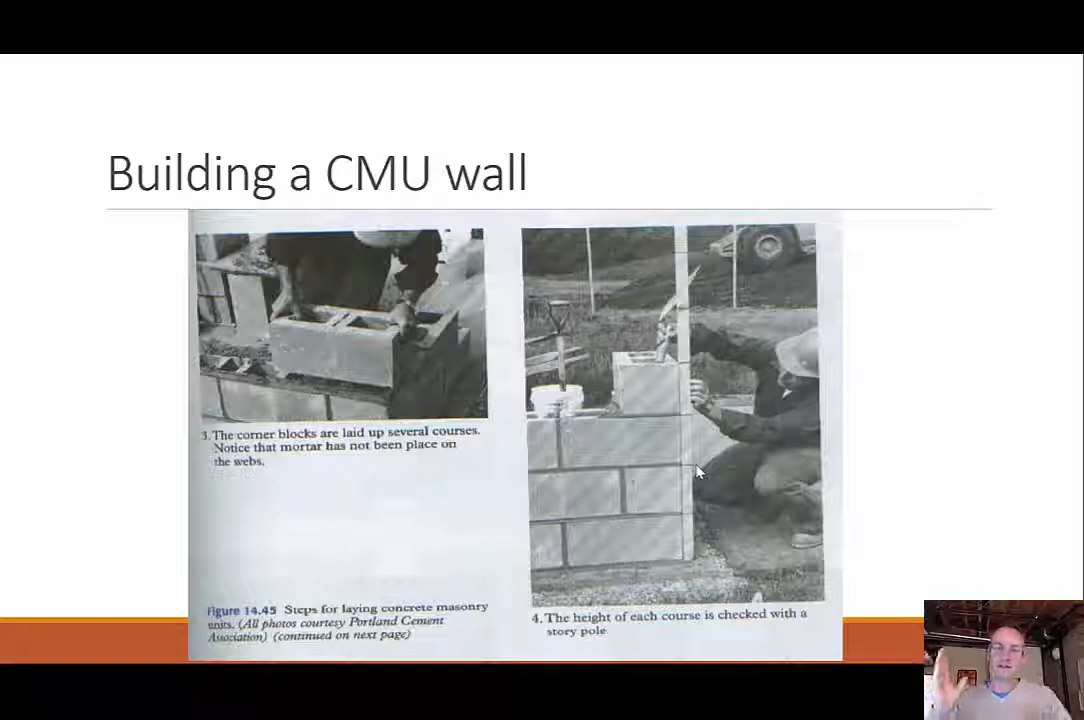 Building a CMU wall
3. The corner blocks are laid up several courses.
Notice that mortar has not been place on
the webs.
Figure 14.45 Steps for laying concrete masonry
units. (All photos courtesy Portland Cement
Association) (continued on next page)
4. The height of each course is checked with a
story pole